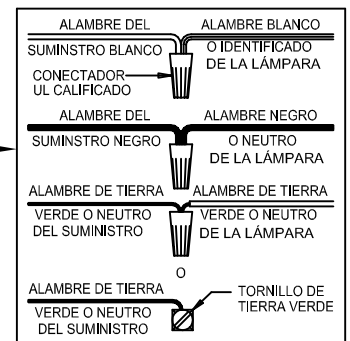 ALAMBRE DEL ALAMBRE BLANCO
SUMINSTRO BLANCO O IDENTIFICADO
DE LA LÁMPARA
CONECTADOR
UL CALIFICADO
ALAMBRE DEL ALAMBRE NEGRO
SUMINSTRO NEGRO O NEUTRO
DE LA LÁMPARA
ALAMBRE DE TIERRA ALAMBRE DE TIERRA
VERDE O NEUTRO VERDE O NEUTRO
DEL SUMINISTRO DE LA LÁMPARA
O
ALAMBRE DE TIERRA
VERDE O NEUTRO
DEL SUMINISTRO
TORNILLO DE
TIERRA VERDE